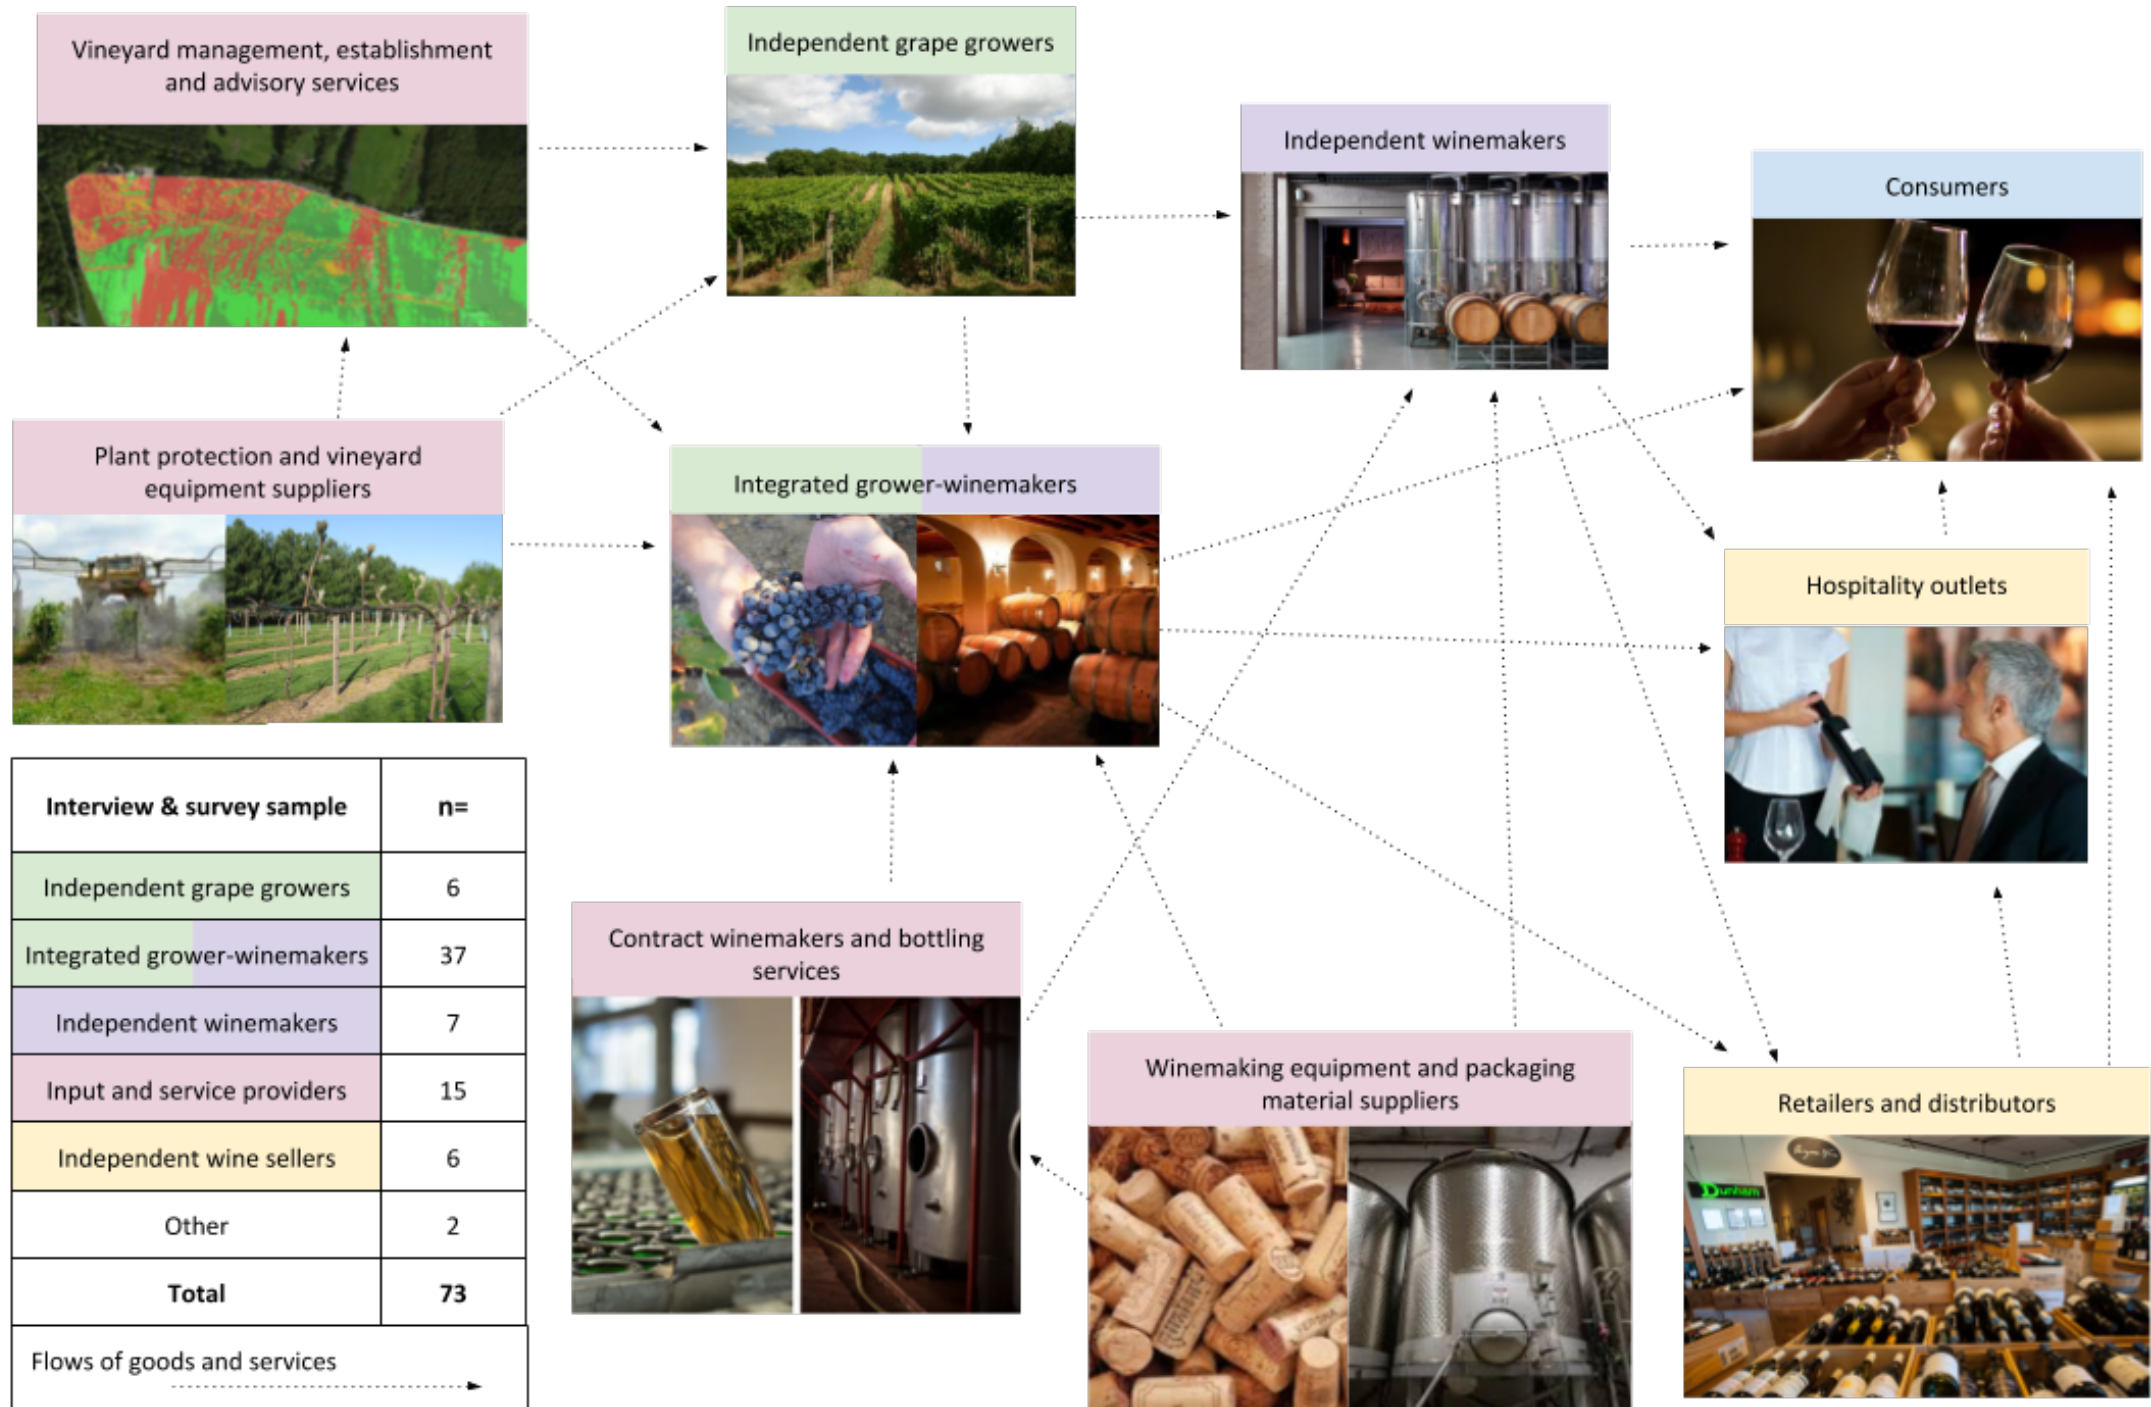 Vineyard management, establishment
and advisory services
Independent grape growers
Independent winemakers
Consumers
Plant protection and vineyard
equipment suppliers
Integrated grower-winemakers
Hospitality outlets
Interview & survey sample n=
Independent grape growers 6
Integrated grower-winemakers 37
Independent winemakers 7
Input and service providers 15
Independent wine sellers 6
Other 2
Total 73
Flows of goods and services
Contract winemakers and bottling
services
Winemaking equipment and packaging
material suppliers
Retailers and distributors
Dunham